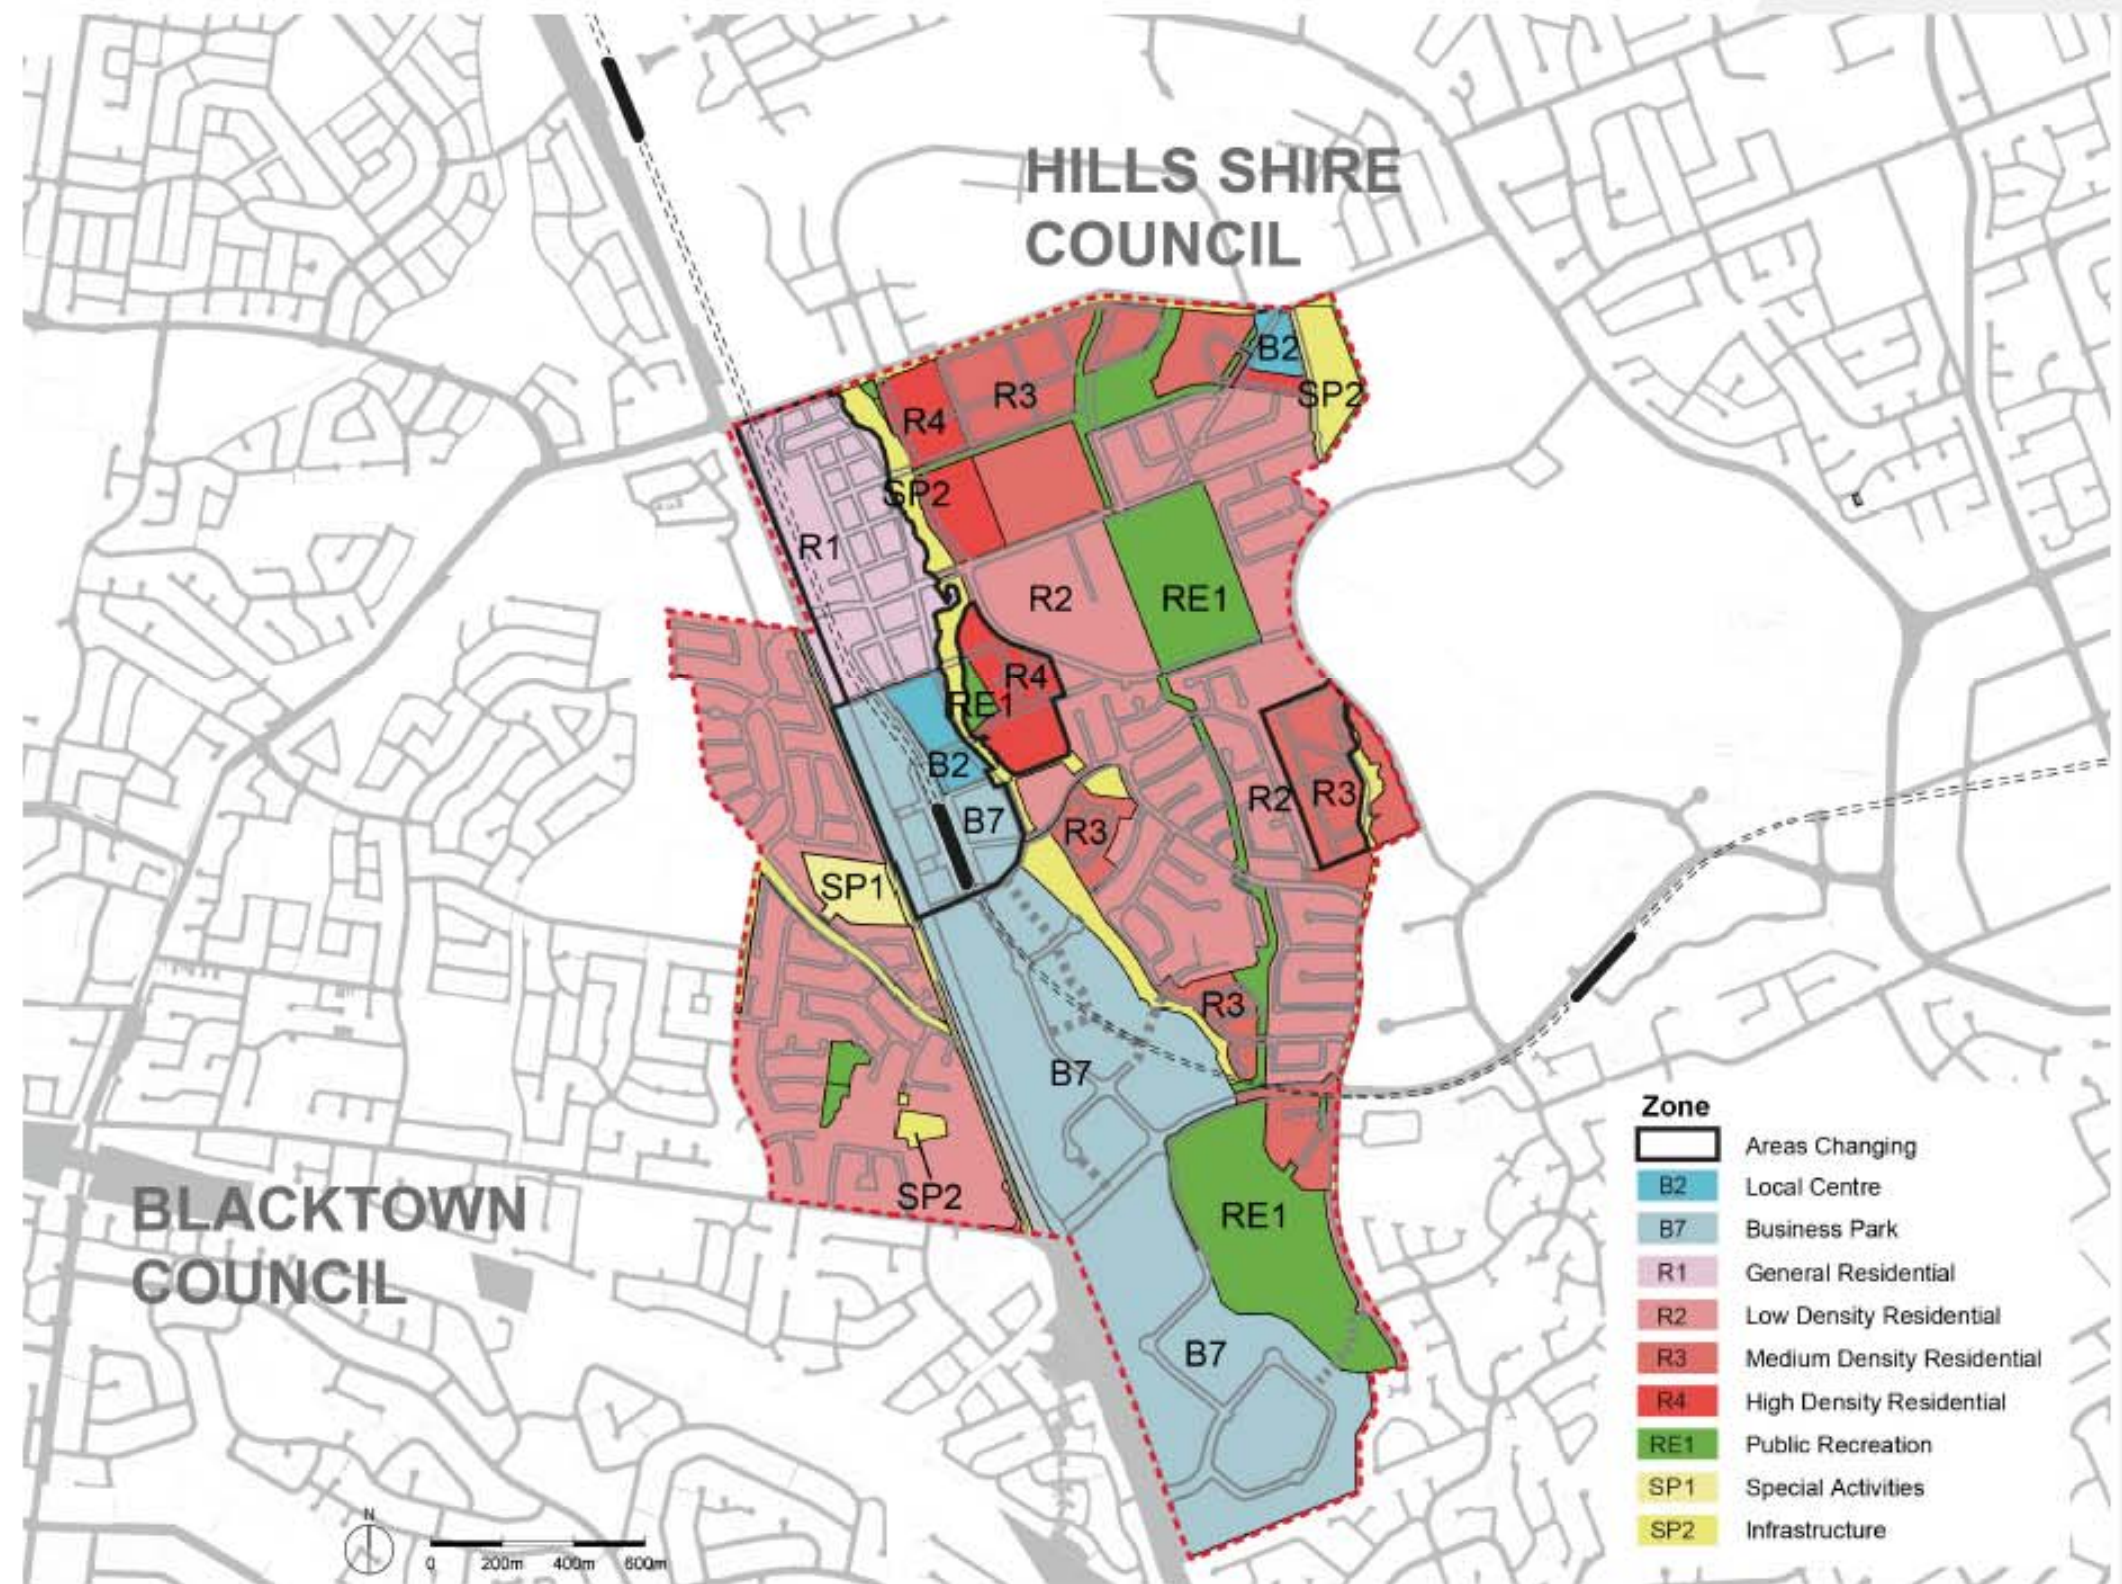 HILLS SHIRE
COUNCIL
B2
SP2
R3
R4
SP2
R1
R2
RE1
R4
RE1
B2
R2
R3
B7
R3
SP1
R3
B7
SP2
RE1
B7
BLACKTOWN
COUNCIL
Zone
Areas Changing
B2 Local Centre
B7 Business Park
R1 General Residential
R2 Low Density Residential
R3 Medium Density Residential
R4 High Density Residential
RE1 Public Recreation
SP1 Special Activities
SP2 Infrastructure
N
0 200m 400m 600m